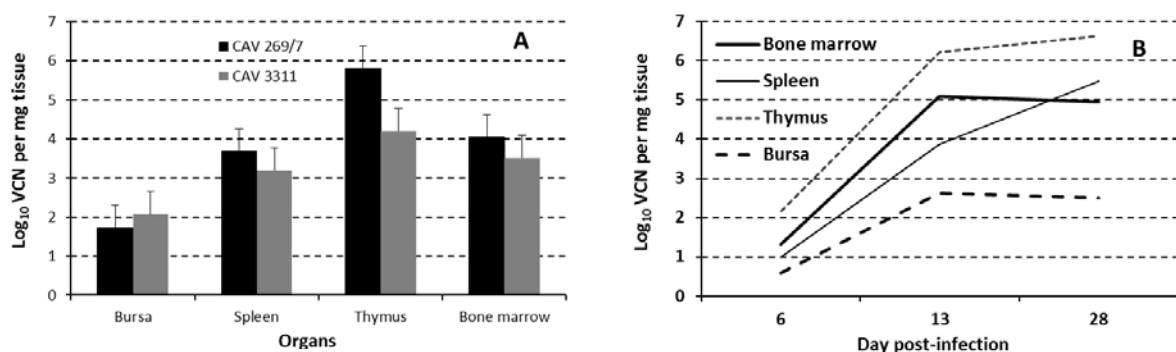 7
6
5
4
3
2
1
0
Log₁₀ VCN per mg tissue
CAV 269/7
CAV 3311
A
Bursa Spleen Thymus Bone marrow
Organs
7
6
5
4
3
2
1
0
Log₁₀ VCN per mg tissue
Bone marrow
Spleen
Thymus
Bursa
B
6 13 28
Day post-infection